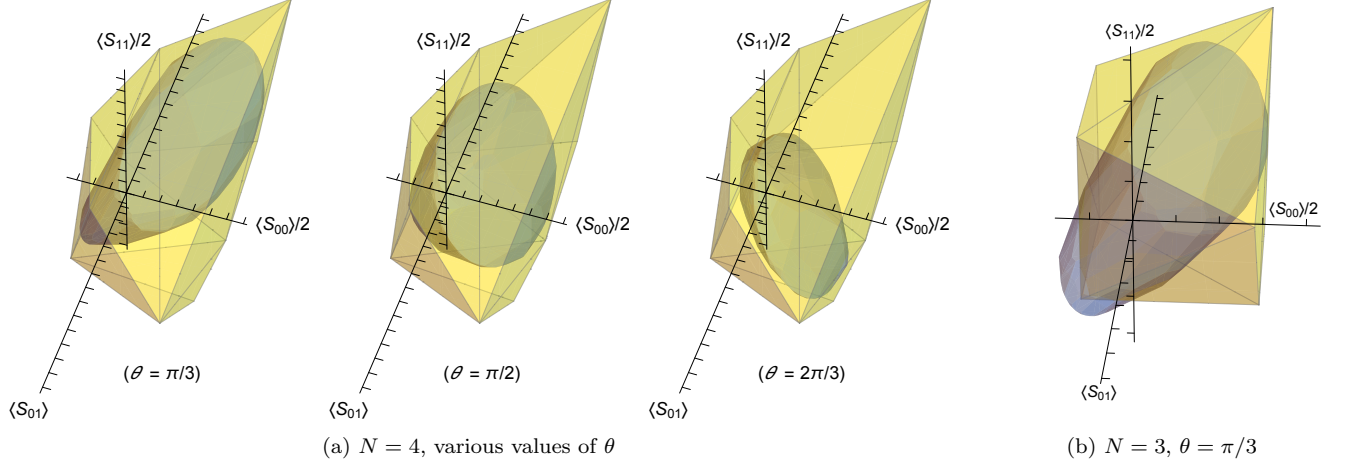 ⟨S₁₁⟩/2
⟨S₀₀⟩/2
⟨S₀₁⟩
(θ = π/3)
⟨S₁₁⟩/2
⟨S₀₀⟩/2
⟨S₀₁⟩
(θ = π/2)
⟨S₁₁⟩/2
⟨S₀₀⟩/2
⟨S₀₁⟩
(θ = 2π/3)
(a) N = 4, various values of θ
⟨S₁₁⟩/2
⟨S₀₀⟩/2
⟨S₀₁⟩
(b) N = 3, θ = π/3